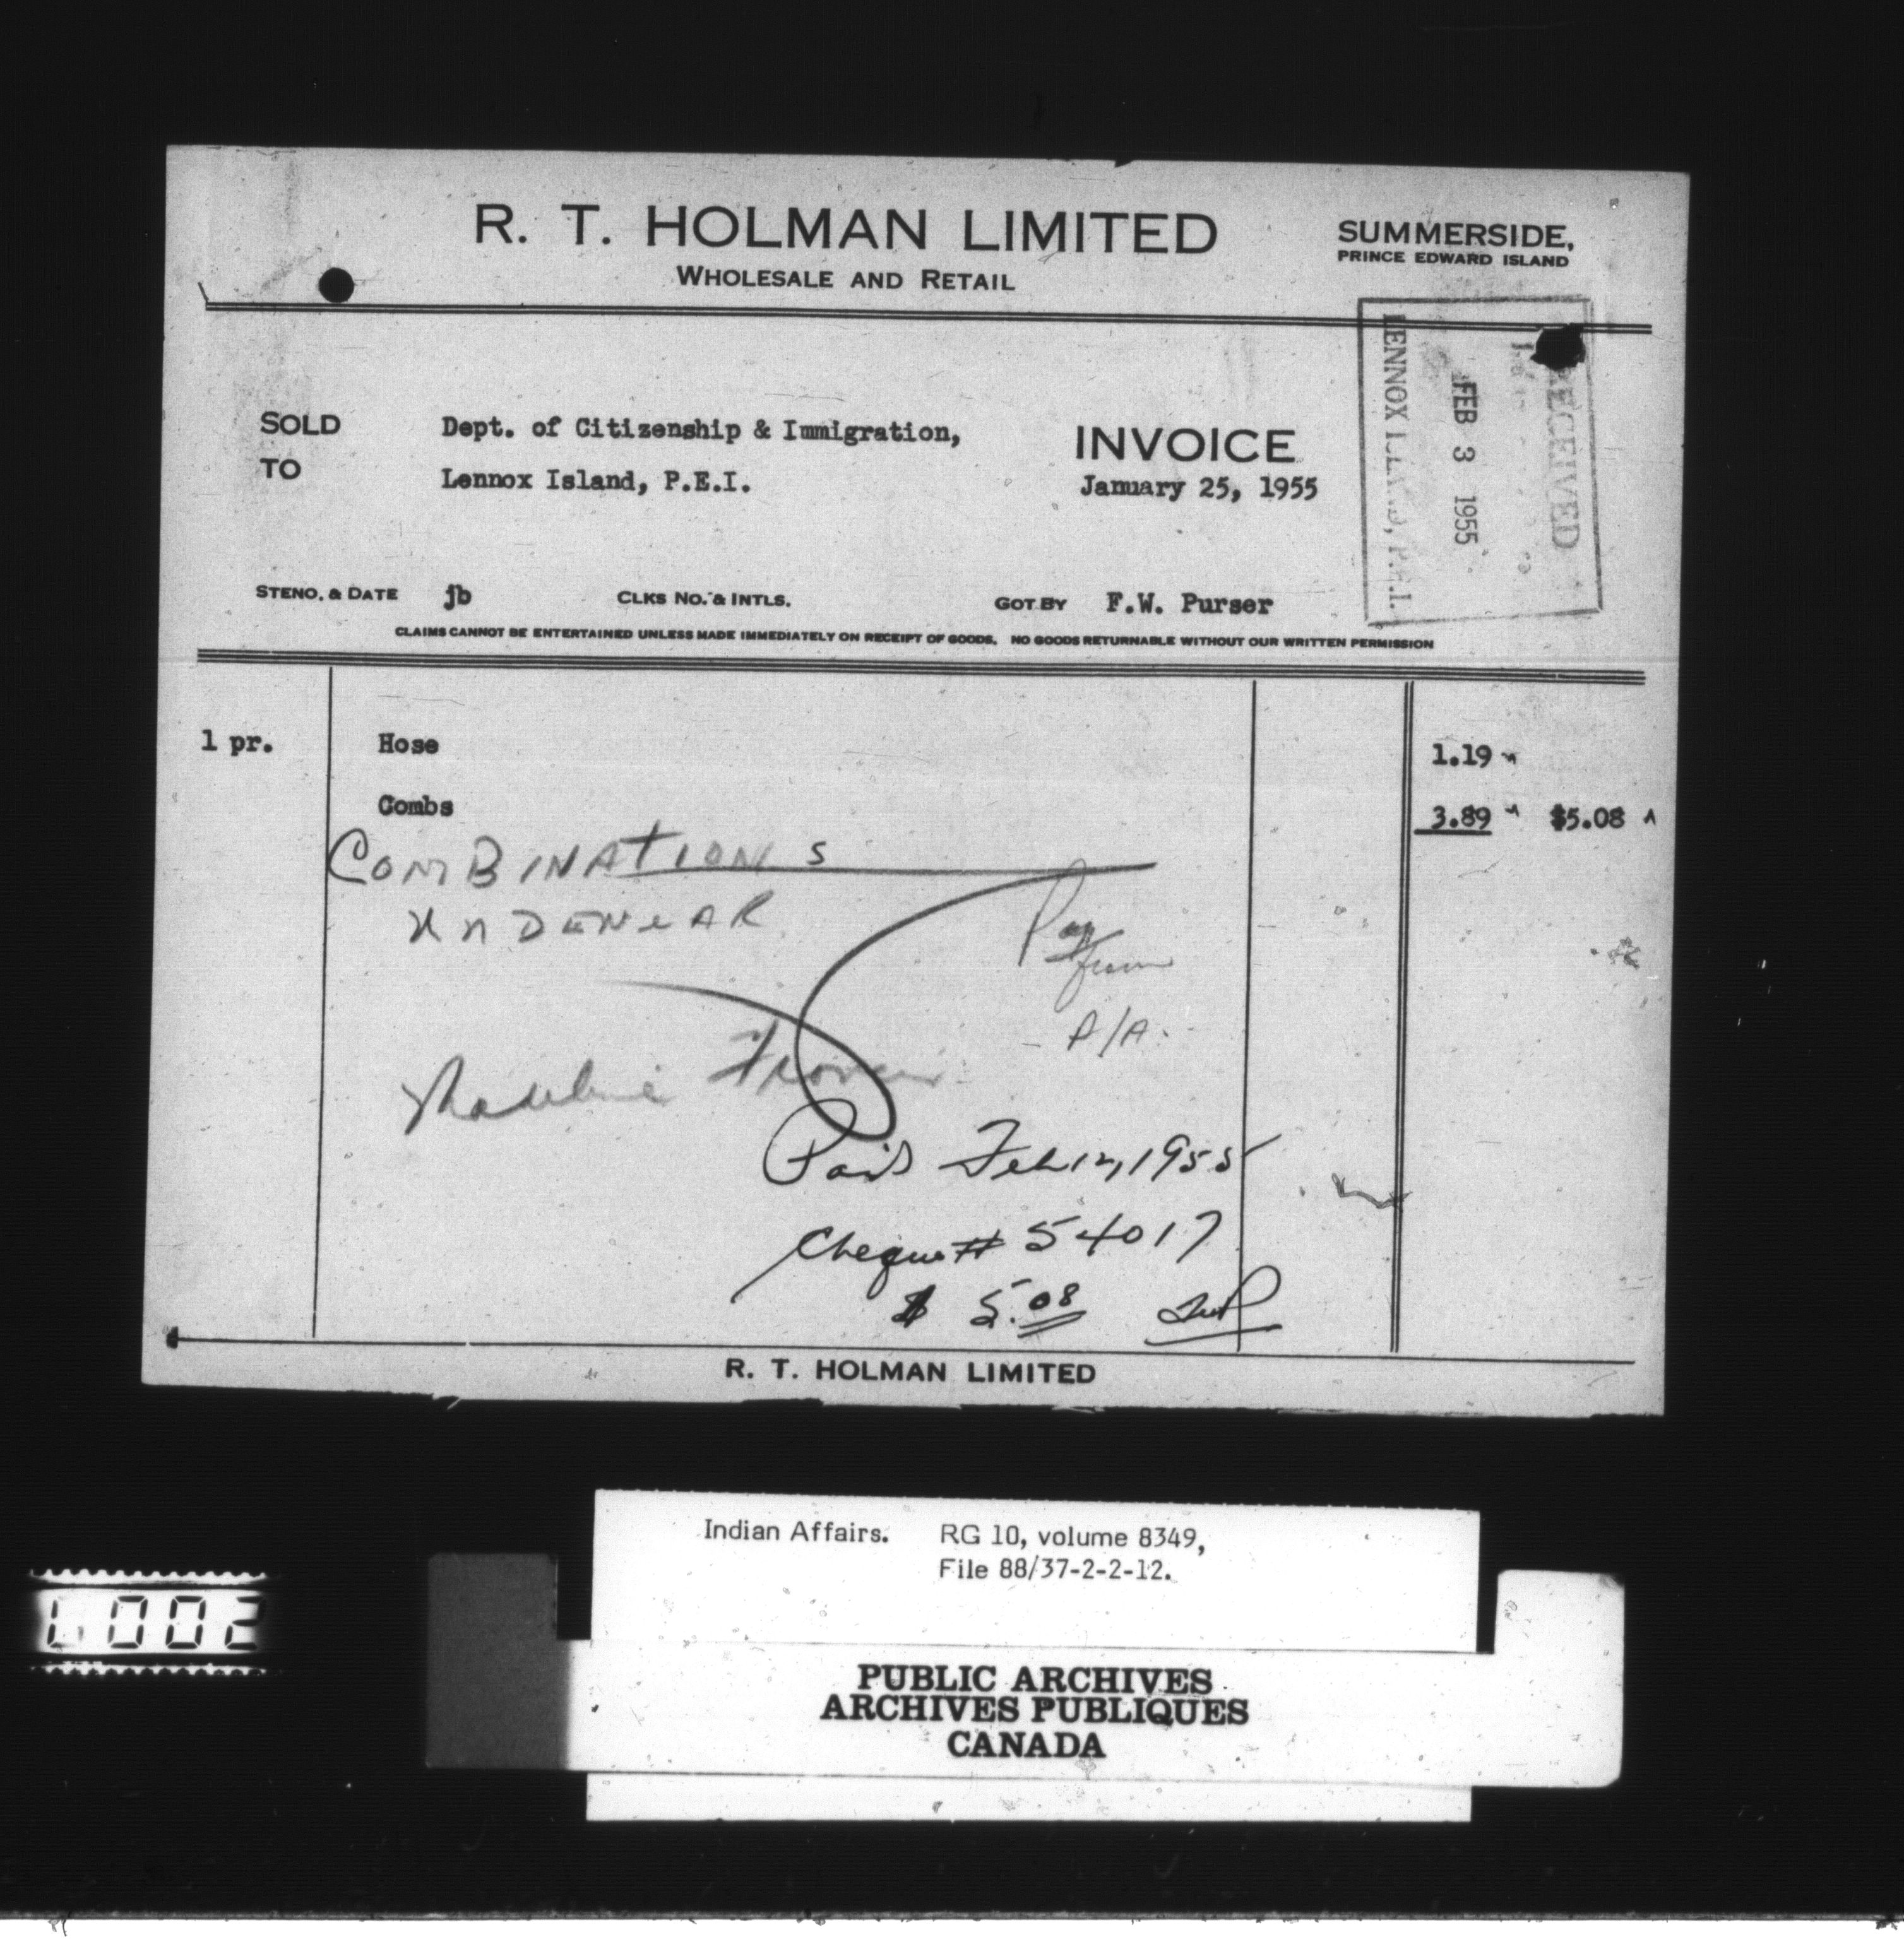 R. T. HOLMAN LIMITED
WHOLESALE AND RETAIL
SUMMERSIDE,
PRINCE EDWARD ISLAND
RECEIVED
FEB 3 1955
LENNOX ISLAND, P.E.I.
SOLD TO
Dept. of Citizenship & Immigration,
Lennox Island, P.E.I.
INVOICE
January 25, 1955
STENO. & DATE jb CLKS NO. & INTLS. GOT BY F.W. Purser
CLAIMS CANNOT BE ENTERTAINED UNLESS MADE IMMEDIATELY ON RECEIPT OF GOODS. NO GOODS RETURNABLE WITHOUT OUR WRITTEN PERMISSION
1 pr. Hose 1.19
Combs 3.89 $5.08
COMBINATIONS
UNDEWEAR
Pay from
A/A.
Madeline
Paid Feb 12, 1955
Cheque # 54017
$ 5.08
R. T. HOLMAN LIMITED
Indian Affairs. RG 10, volume 8349,
File 88/37-2-2-12.
PUBLIC ARCHIVES
ARCHIVES PUBLIQUES
CANADA